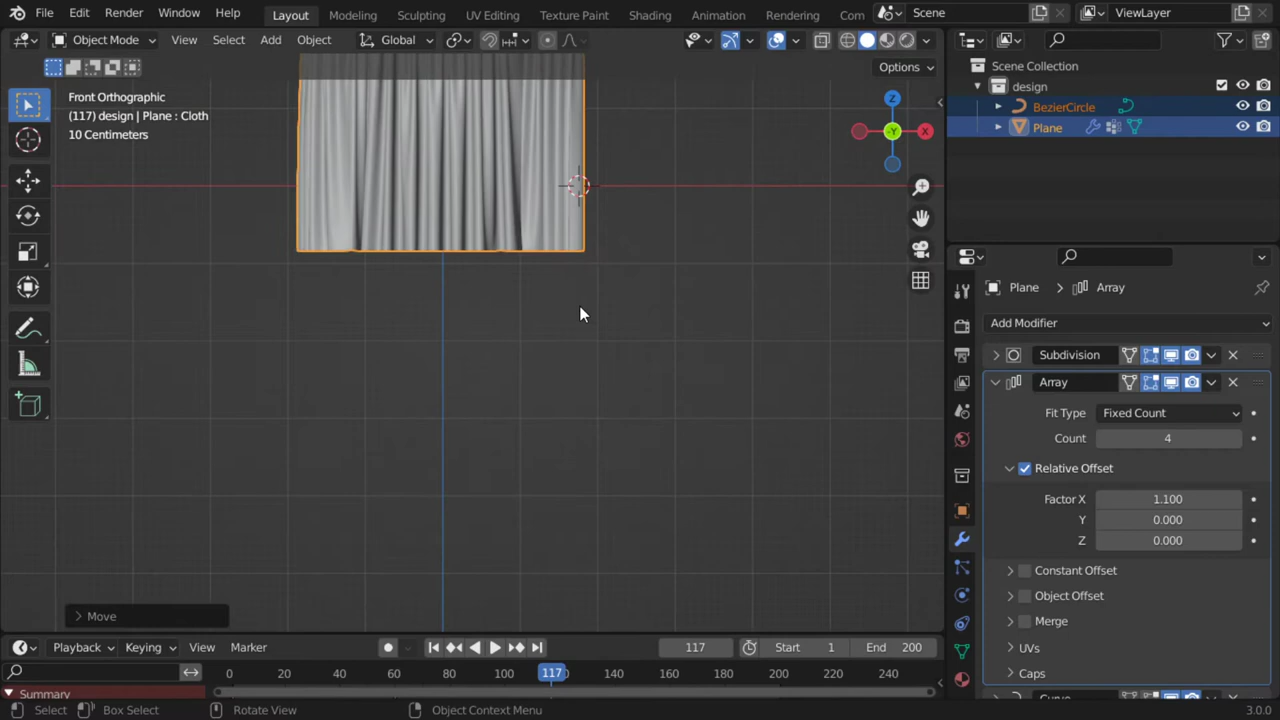 File Edit Render Window Help Layout Modeling Sculpting UV Editing Texture Paint Shading Animation Rendering Com Scene ViewLayer
Object Mode View Select Add Object Global
Options
Front Orthographic
(117) design | Plane : Cloth
10 Centimeters
Z
-Y
X
Scene Collection
design
BezierCircle
Plane
Plane > Array
Add Modifier
Subdivision
Array
Fit Type Fixed Count
Count 4
Relative Offset
Factor X 1.100
Y 0.000
Z 0.000
Constant Offset
Object Offset
Merge
UVs
Caps
Curve
Move
Playback Keying View Marker 117 Start 1 End 200
0 20 40 60 80 100 117 140 160 180 200 220 240
Summary
Select Box Select Rotate View Object Context Menu 3.0.0